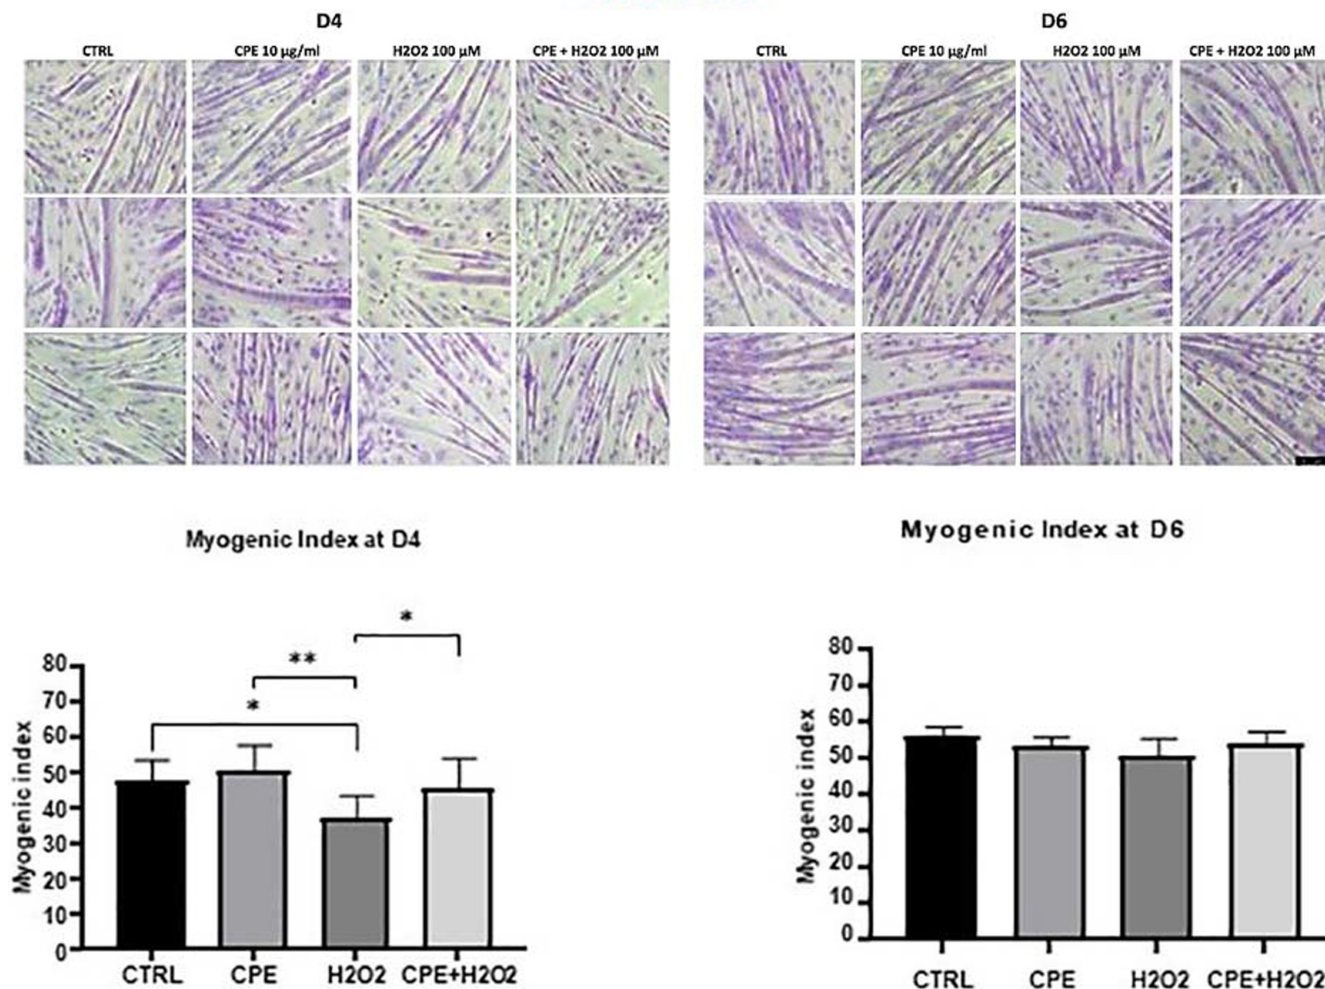 D4
D6
CTRL CPE 10 µg/ml H2O2 100 µM CPE + H2O2 100 µM
CTRL CPE 10 µg/ml H2O2 100 µM CPE + H2O2 100 µM
Myogenic Index at D4
*
**
*
80
70
60
50
40
30
20
10
0
Myogenic index
CTRL CPE H2O2 CPE+H2O2
Myogenic Index at D6
80
70
60
50
40
30
20
10
0
Myogenic index
CTRL CPE H2O2 CPE+H2O2